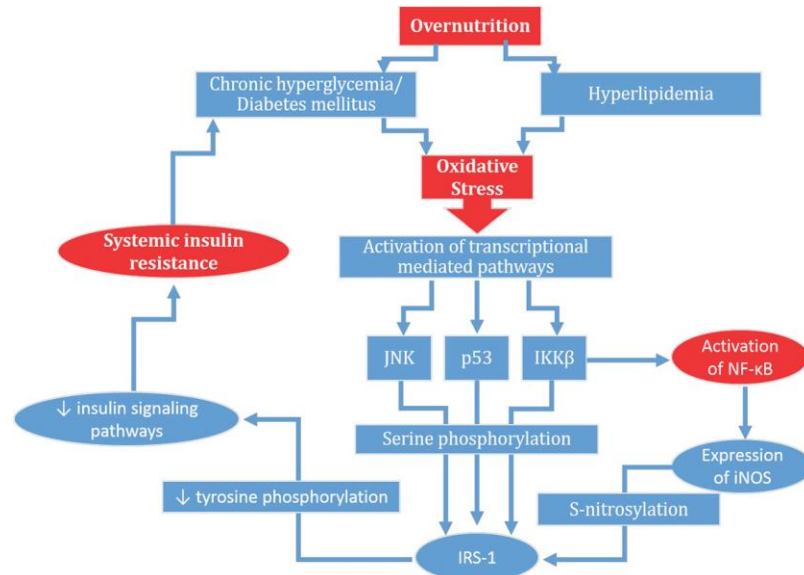 Overnutrition
Chronic hyperglycemia/
Diabetes mellitus
Hyperlipidemia
Oxidative
Stress
Systemic insulin
resistance
Activation of transcriptional
mediated pathways
JNK
p53
IKKβ
Activation
of NF-κB
↓ insulin signaling
pathways
Serine phosphorylation
Expression
of iNOS
↓ tyrosine phosphorylation
S-nitrosylation
IRS-1